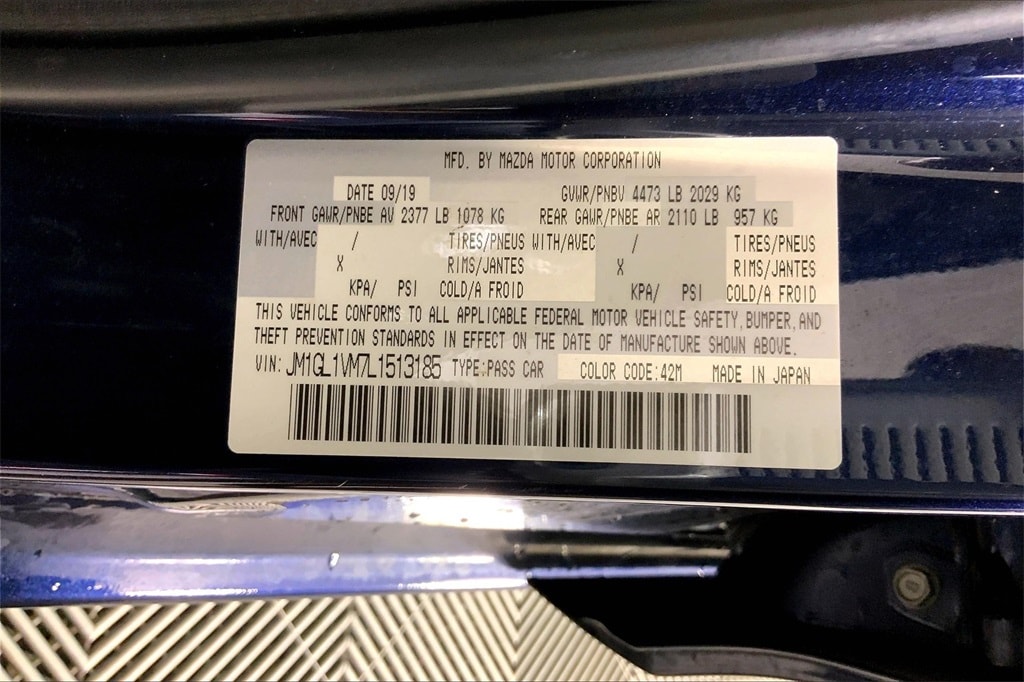 MFD. BY MAZDA MOTOR CORPORATION
DATE 09/19 GVWR/PNBV 4473 LB 2029 KG
FRONT GAWR/PNBE AV 2377 LB 1078 KG REAR GAWR/PNBE AR 2110 LB 957 KG
WITH/AVEC / TIRES/PNEUS WITH/AVEC / TIRES/PNEUS
X RIMS/JANTES X RIMS/JANTES
KPA/ PSI COLD/A FROID KPA/ PSI COLD/A FROID
THIS VEHICLE CONFORMS TO ALL APPLICABLE FEDERAL MOTOR VEHICLE SAFETY, BUMPER, AND
THEFT PREVENTION STANDARDS IN EFFECT ON THE DATE OF MANUFACTURE SHOWN ABOVE.
VIN: JM1GL1VM7L1513185 TYPE:PASS CAR COLOR CODE:42M MADE IN JAPAN